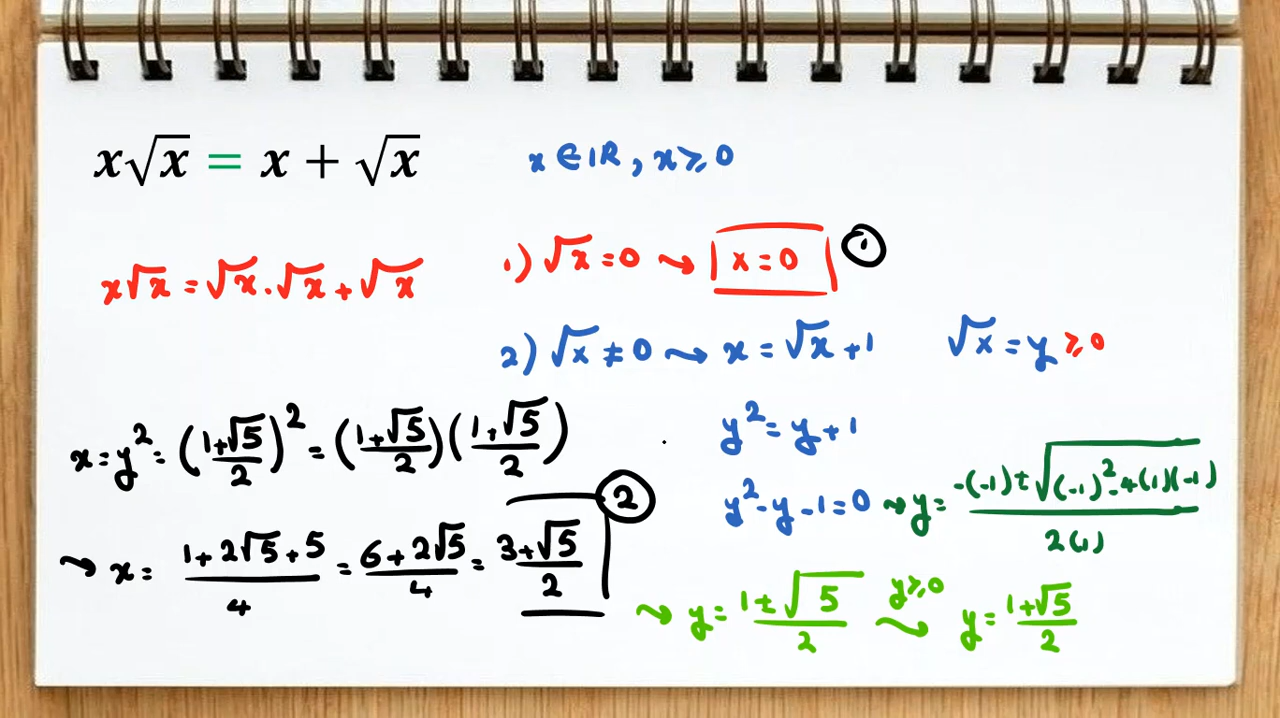 x√x = x + √x
x ∈ ℝ, x ≥ 0
x√x = √x . √x + √x
1) √x = 0 ⇝ x = 0 ①
2) √x ≠ 0 ⇝ x = √x + 1
√x = y ≥ 0
y² = y + 1
y² - y - 1 = 0 ⇝ y = (-(-1) ± √((-1)² - 4(1)(-1))) / 2(1)
⇝ y = (1 ± √5)/2 y ≥ 0 ⇝ y = (1 + √5)/2
x = y² = ((1+√5)/2)² = ((1+√5)/2)((1+√5)/2)
⇝ x = (1 + 2√5 + 5)/4 = (6 + 2√5)/4 = (3 + √5)/2 ②